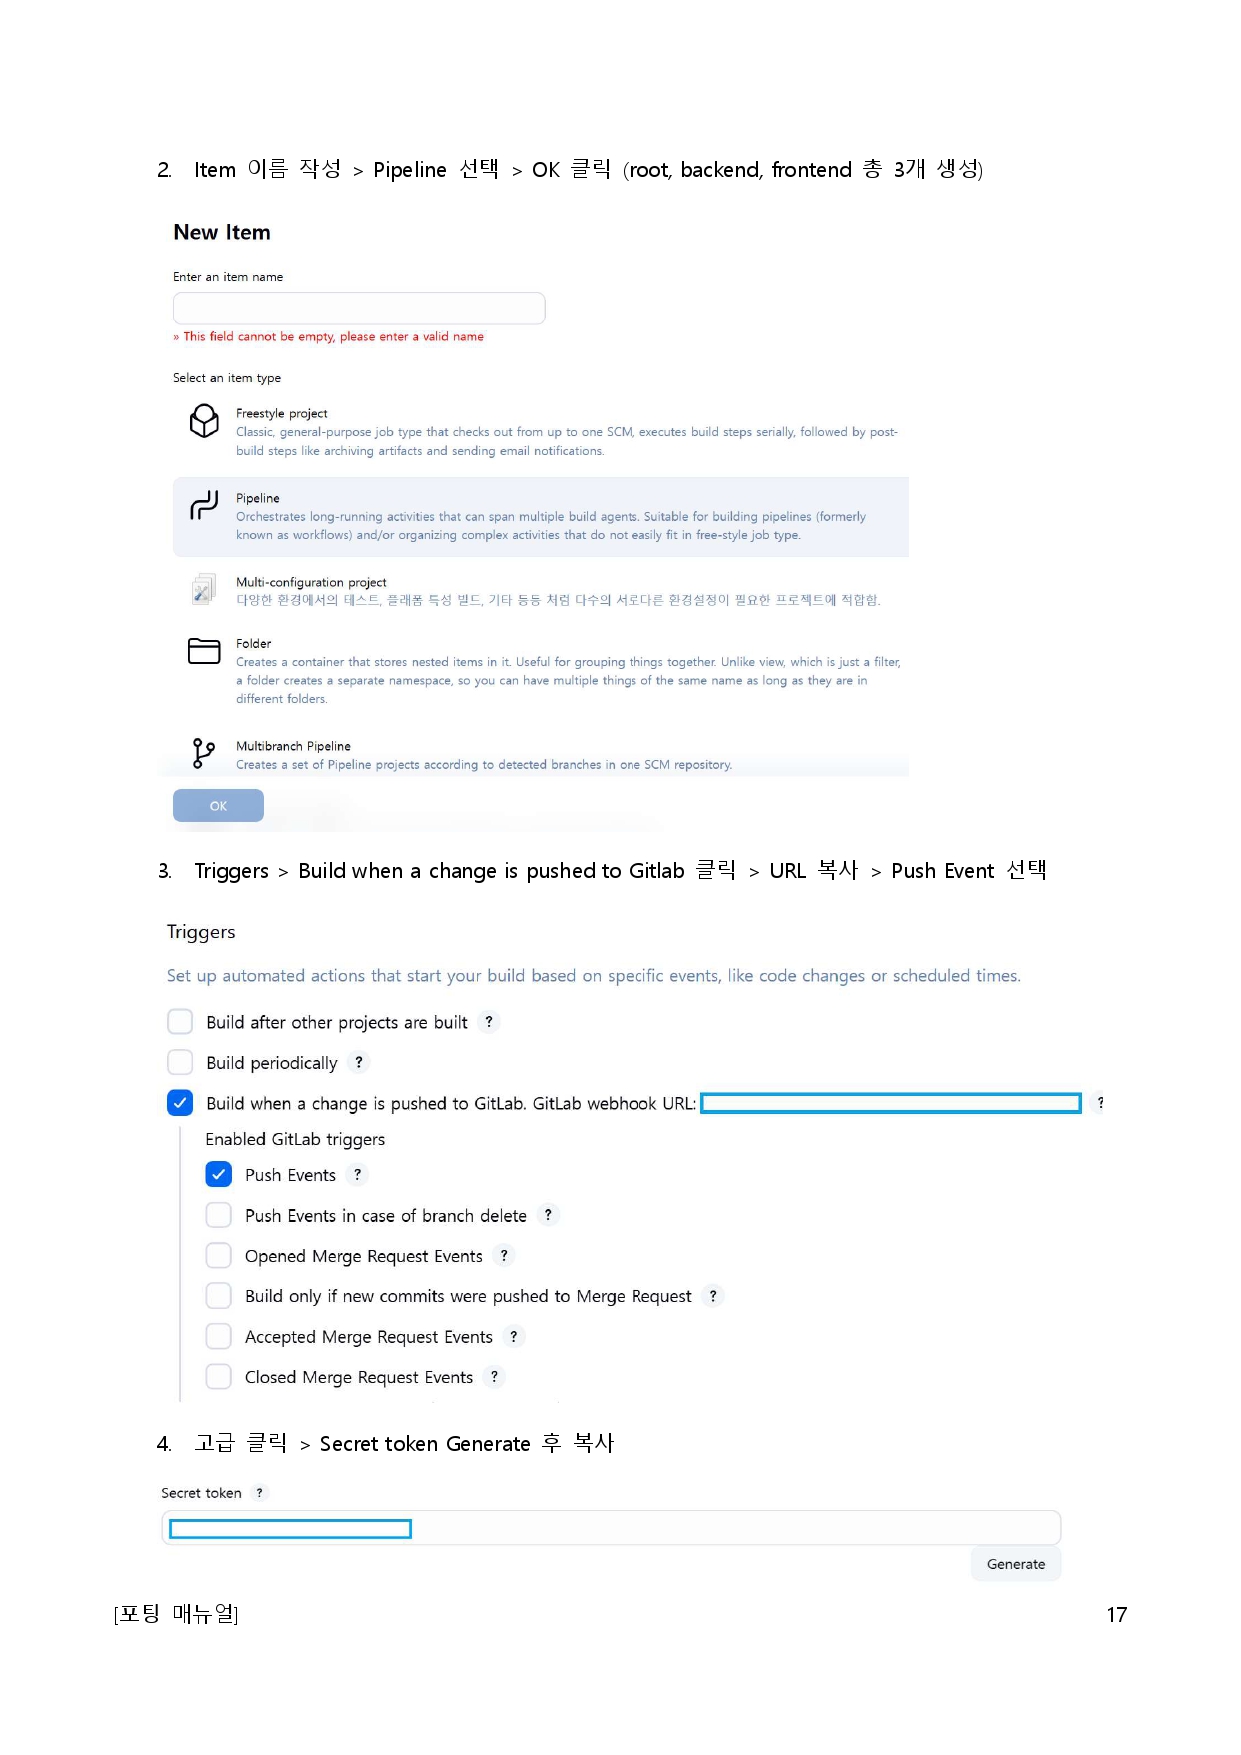 2. Item 이름 작성 > Pipeline 선택 > OK 클릭 (root, backend, frontend 총 3개 생성)
New Item
Enter an item name
» This field cannot be empty, please enter a valid name
Select an item type
Freestyle project
Classic, general-purpose job type that checks out from up to one SCM, executes build steps serially, followed by post-
build steps like archiving artifacts and sending email notifications.
Pipeline
Orchestrates long-running activities that can span multiple build agents. Suitable for building pipelines (formerly
known as workflows) and/or organizing complex activities that do not easily fit in free-style job type.
Multi-configuration project
다양한 환경에서의 테스트, 플래폼 특성 빌드, 기타 등등 처럼 다수의 서로다른 환경설정이 필요한 프로젝트에 적합함.
Folder
Creates a container that stores nested items in it. Useful for grouping things together. Unlike view, which is just a filter,
a folder creates a separate namespace, so you can have multiple things of the same name as long as they are in
different folders.
Multibranch Pipeline
Creates a set of Pipeline projects according to detected branches in one SCM repository.
OK
3. Triggers > Build when a change is pushed to Gitlab 클릭 > URL 복사 > Push Event 선택
Triggers
Set up automated actions that start your build based on specific events, like code changes or scheduled times.
Build after other projects are built ?
Build periodically ?
Build when a change is pushed to GitLab. GitLab webhook URL: ?
Enabled GitLab triggers
Push Events ?
Push Events in case of branch delete ?
Opened Merge Request Events ?
Build only if new commits were pushed to Merge Request ?
Accepted Merge Request Events ?
Closed Merge Request Events ?
4. 고급 클릭 > Secret token Generate 후 복사
Secret token ?
Generate
[포팅 매뉴얼] 17